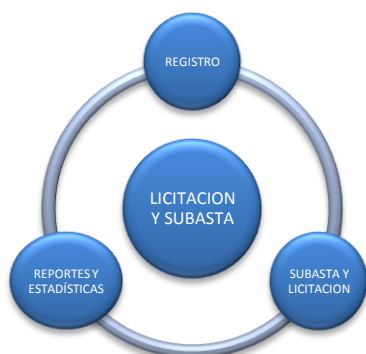 REGISTRO
LICITACION
Y SUBASTA
REPORTES Y
ESTADÍSTICAS
SUBASTA Y
LICITACION